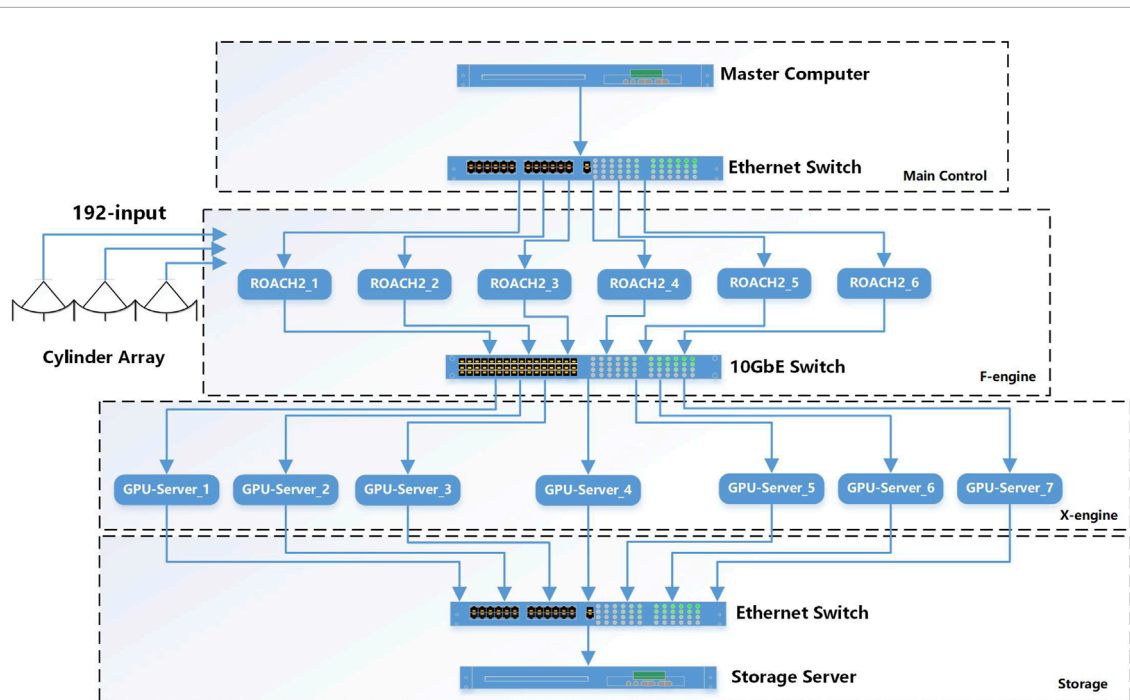 Master Computer
Ethernet Switch
Main Control
192-input
ROACH2_1
ROACH2_2
ROACH2_3
ROACH2_4
ROACH2_5
ROACH2_6
Cylinder Array
10GbE Switch
F-engine
GPU-Server_1
GPU-Server_2
GPU-Server_3
GPU-Server_4
GPU-Server_5
GPU-Server_6
GPU-Server_7
X-engine
Ethernet Switch
Storage Server
Storage